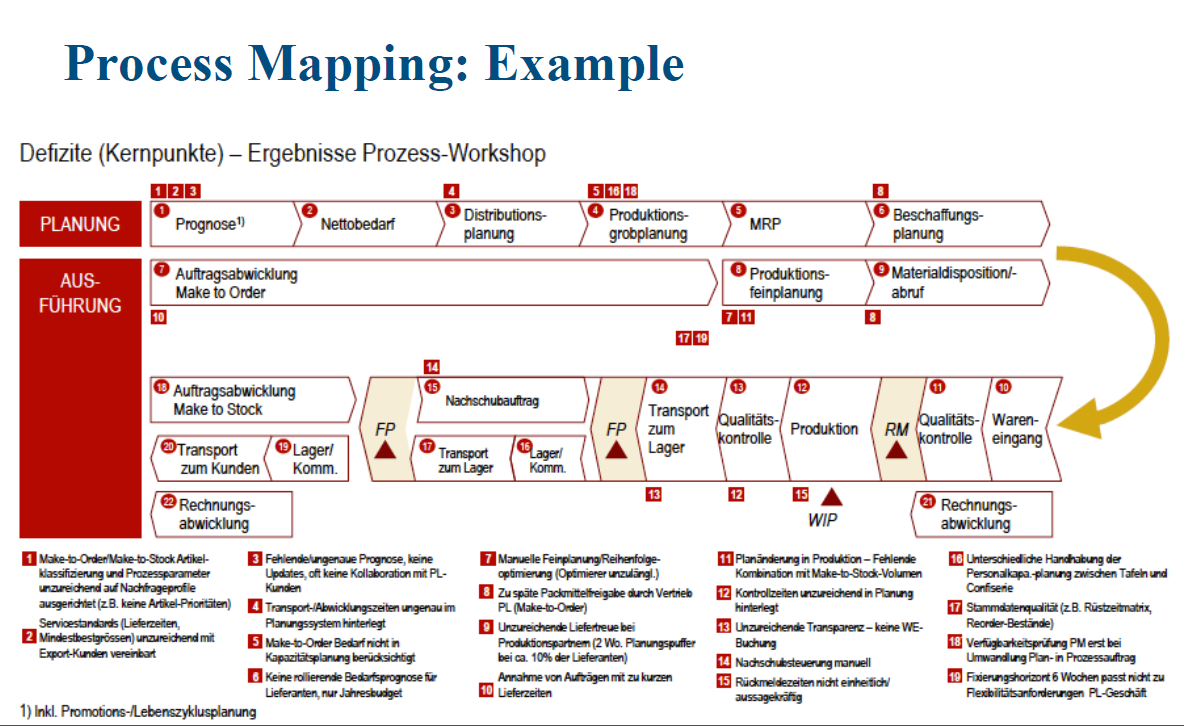 Process Mapping: Example
Defizite (Kernpunkte) – Ergebnisse Prozess-Workshop
1 2 3
4
5 16 18
8
PLANUNG
1 Prognose1)
2 Nettobedarf
3 Distributions-
planung
4 Produktions-
grobplanung
5 MRP
6 Beschaffungs-
planung
AUS-
FÜHRUNG
7 Auftragsabwicklung
Make to Order
8 Produktions-
feinplanung
9 Materialdisposition/-
abruf
10
7 11
8
17 19
14
18 Auftragsabwicklung
Make to Stock
FP
15 Nachschubauftrag
FP
14 Transport
zum
Lager
13 Qualitäts-
kontrolle
12 Produktion
RM
11 Qualitäts-
kontrolle
10 Waren-
eingang
20 Transport
zum Kunden
19 Lager/
Komm.
17 Transport
zum Lager
16 Lager/
Komm.
13
12
15
WIP
22 Rechnungs-
abwicklung
21 Rechnungs-
abwicklung
1 Make-to-Order/Make-to-Stock Artikel-
klassifizierung und Prozessparameter
unzureichend auf Nachfrageprofile
ausgerichtet (z.B. keine Artikel-Prioritäten)
2 Servicestandards (Lieferzeiten,
Mindestbestgrössen) unzureichend mit
Export-Kunden vereinbart
3 Fehlende/ungenaue Prognose, keine
Updates, oft keine Kollaboration mit PL-
Kunden
4 Transport-/Abwicklungszeiten ungenau im
Planungssystem hinterlegt
5 Make-to-Order Bedarf nicht in
Kapazitätsplanung berücksichtigt
6 Keine rollierende Bedarfsprognose für
Lieferanten, nur Jahresbudget
7 Manuelle Feinplanung/Reihenfolge-
optimierung (Optimierer unzulängl.)
8 Zu späte Packmittelfreigabe durch Vertrieb
PL (Make-to-Order)
9 Unzureichende Liefertreue bei
Produktionspartnern (2 Wo. Planungspuffer
bei ca. 10% der Lieferanten)
10 Annahme von Aufträgen mit zu kurzen
Lieferzeiten
11 Planänderung in Produktion – Fehlende
Kombination mit Make-to-Stock-Volumen
12 Kontrollzeiten unzureichend in Planung
hinterlegt
13 Unzureichende Transparenz – keine WE-
Buchung
14 Nachschubsteuerung manuell
15 Rückmeldezeiten nicht einheitlich/
aussagekräftig
16 Unterschiedliche Handhabung der
Personalkapa.-planung zwischen Tafeln und
Confiserie
17 Stammdatenqualität (z.B. Rüstzeitmatrix,
Reorder-Bestände)
18 Verfügbarkeitsprüfung PM erst bei
Umwandlung Plan- in Prozessauftrag
19 Fixierungshorizont 6 Wochen passt nicht zu
Flexibilitätsanforderungen PL-Geschäft
1) Inkl. Promotions-/Lebenszyklusplanung